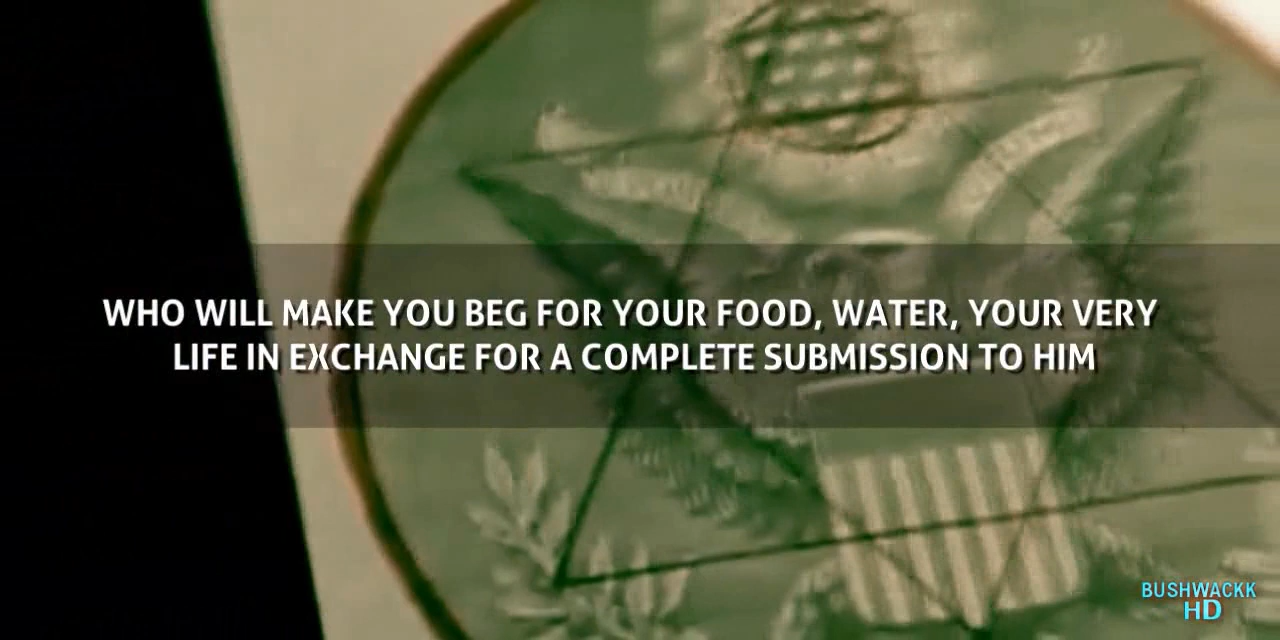 WHO WILL MAKE YOU BEG FOR YOUR FOOD, WATER, YOUR VERY
LIFE IN EXCHANGE FOR A COMPLETE SUBMISSION TO HIM
BUSHWACKK
HD